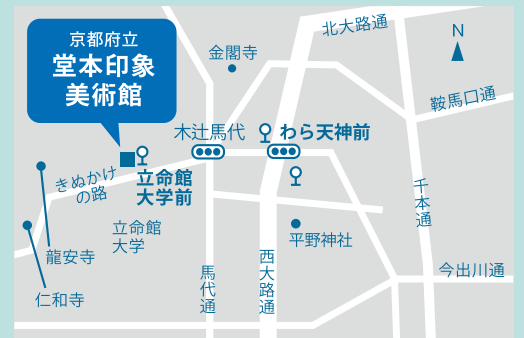 京都府立
堂本印象
美術館
金閣寺
北大路通
N
鞍馬口通
木辻馬代
わら天神前
きぬかけ
の路
立命館
大学前
千本通
立命館
大学
平野神社
龍安寺
仁和寺
馬代通
西大路通
今出川通